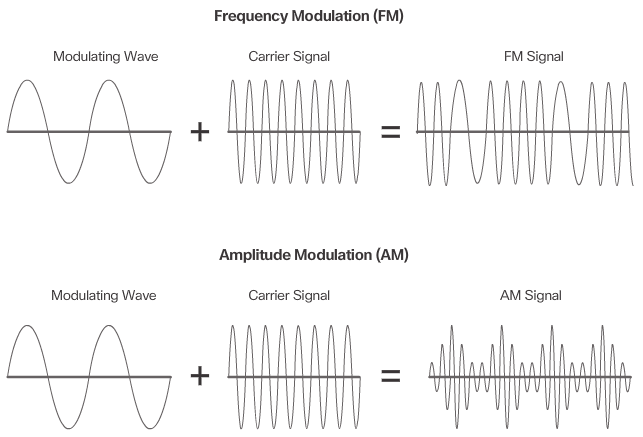 Frequency Modulation (FM)
Modulating Wave
Carrier Signal
FM Signal
+
=
Amplitude Modulation (AM)
Modulating Wave
Carrier Signal
AM Signal
+
=